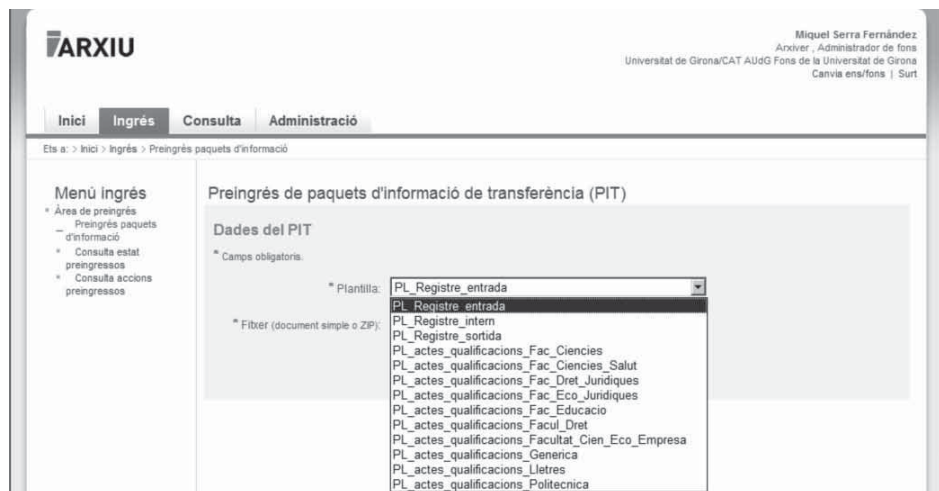 iARXIU
Miquel Serra Fernández
Arxiver , Administrador de fons
Universitat de Girona/CAT AUdG Fons de la Universitat de Girona
Canvia ens/fons | Surt
Inici Ingrés Consulta Administració
Ets a: > Inici > Ingrés > Preingrés paquets d'informació
Menú ingrés
Àrea de preingrés
Preingrés paquets
d'informació
Consulta estat
preingressos
Consulta accions
preingressos
Preingrés de paquets d'informació de transferència (PIT)
Dades del PIT
* Camps obligatoris.
* Plantilla: PL_Registre_entrada
* Fitxer (document simple o ZIP):
PL_Registre_entrada
PL_Registre_intern
PL_Registre_sortida
PL_actes_qualificacions_Fac_Ciencies
PL_actes_qualificacions_Fac_Ciencies_Salut
PL_actes_qualificacions_Fac_Dret_Juridiques
PL_actes_qualificacions_Fac_Eco_Juridiques
PL_actes_qualificacions_Fac_Educacio
PL_actes_qualificacions_Facul_Dret
PL_actes_qualificacions_Facultat_Cien_Eco_Empresa
PL_actes_qualificacions_Generica
PL_actes_qualificacions_Lletres
PL_actes_qualificacions_Politecnica